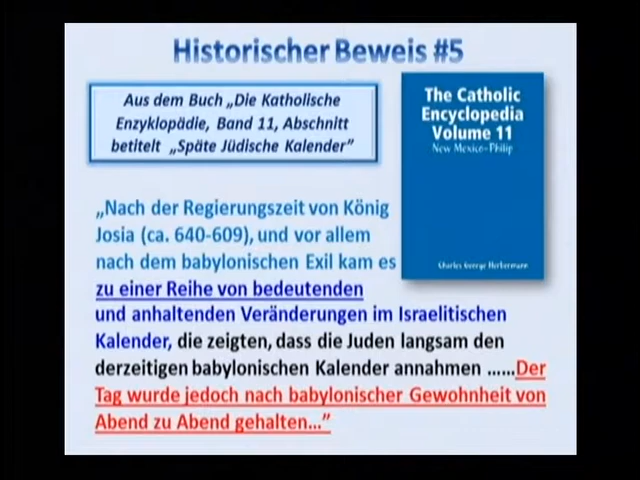 Historischer Beweis #5
Aus dem Buch „Die Katholische
Enzyklopädie, Band 11, Abschnitt
betitelt „Späte Jüdische Kalender”
The Catholic
Encyclopedia
Volume 11
New Mexico-Philip
Charles George Herbermann
„Nach der Regierungszeit von König
Josia (ca. 640-609), und vor allem
nach dem babylonischen Exil kam es
zu einer Reihe von bedeutenden
und anhaltenden Veränderungen im Israelitischen
Kalender, die zeigten, dass die Juden langsam den
derzeitigen babylonischen Kalender annahmen ......Der
Tag wurde jedoch nach babylonischer Gewohnheit von
Abend zu Abend gehalten...”